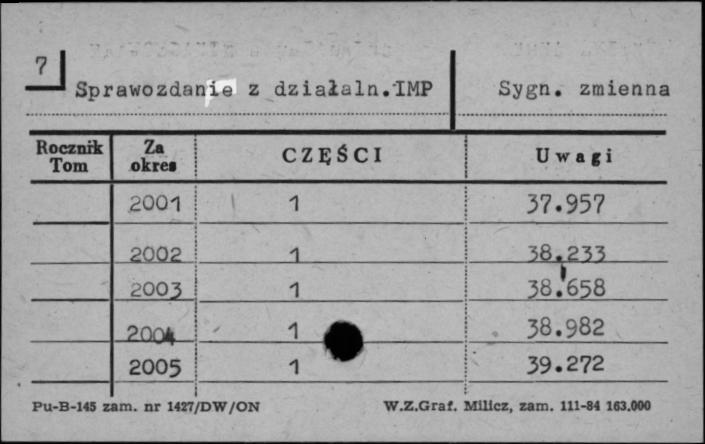 7
Sprawozdanie z działaln.IMP Sygn. zmienna
Rocznik Tom Za okres CZĘŚCI Uwagi
2001 1 37.957
2002 1 38.233
2003 1 38.658
2004 1 38.982
2005 1 39.272
Pu-B-145 zam. nr 1427/DW/ON W.Z.Graf. Milicz, zam. 111-84 163.000